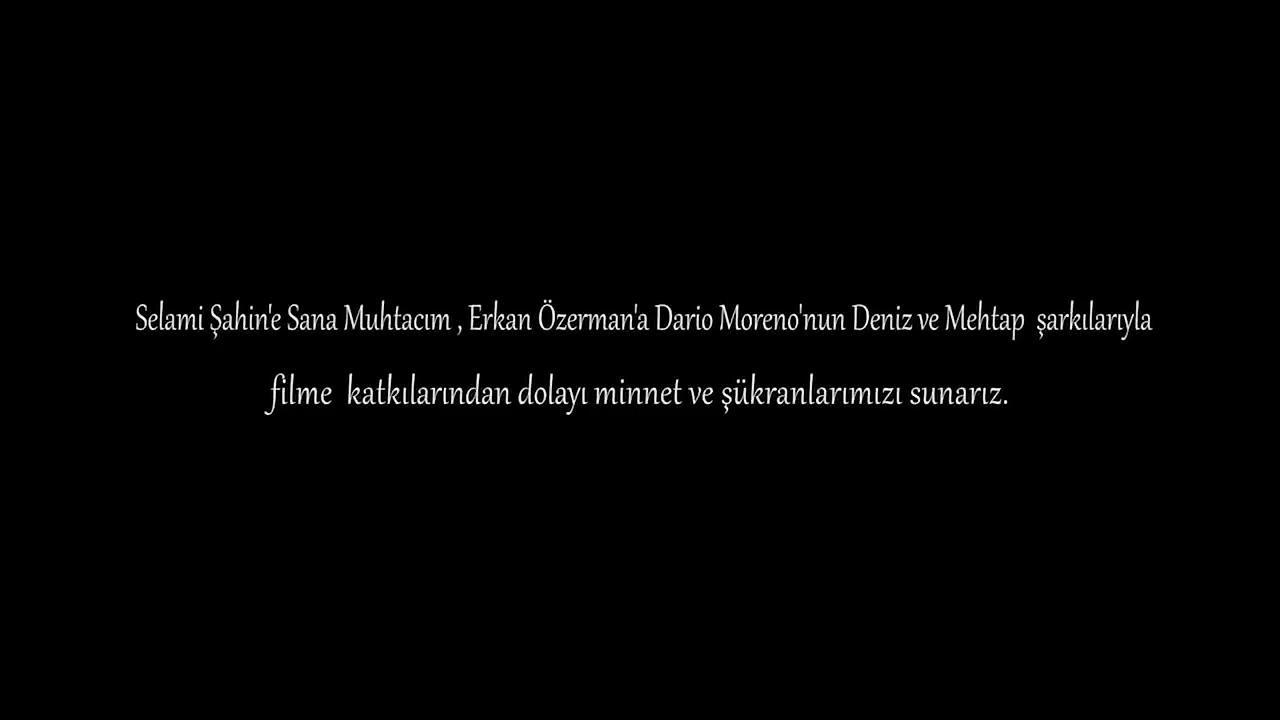 Selami Şahin'e Sana Muhtacım , Erkan Özerman'a Dario Moreno'nun Deniz ve Mehtap  şarkılarıyla
filme  katkılarından dolayı minnet ve şükranlarımızı sunarız.